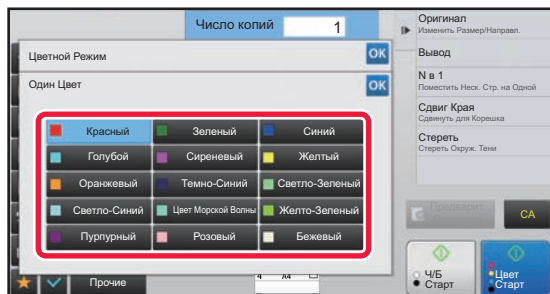 Число копий 1
Цветной Режим
OK
Один Цвет
OK
Красный
Зеленый
Синий
Голубой
Сиреневый
Желтый
Оранжевый
Темно-Синий
Светло-Зеленый
Светло-Синий
Цвет Морской Волны
Желто-Зеленый
Пурпурный
Розовый
Бежевый
Прочие
A4
Оригинал
Изменить Размер/Направл.
Вывод
N в 1
Поместить Неск. Стр. на Одной
Сдвиг Края
Сдвинуть для Корешка
Стереть
Стереть Окруж. Тени
Предварит.
CA
Ч/Б
Старт
Цвет
Старт